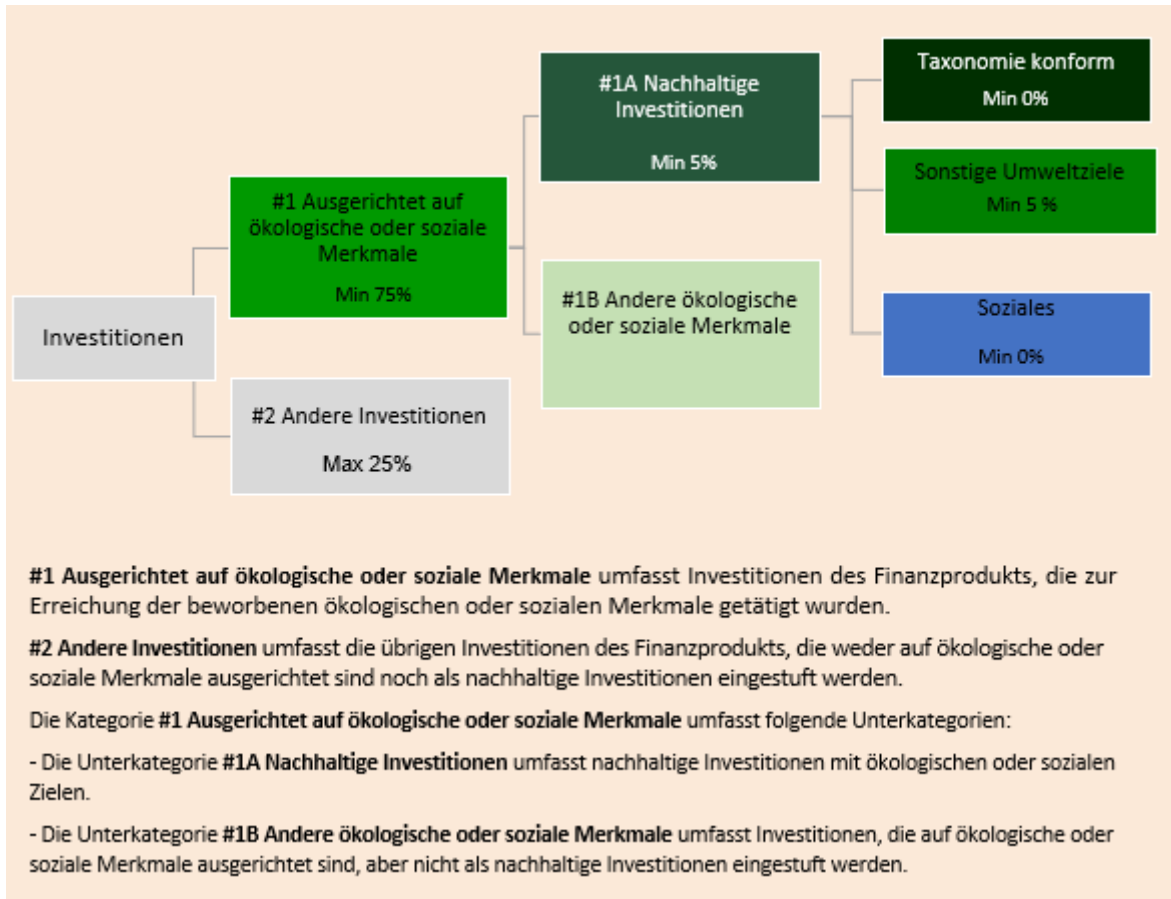 Investitionen
#1 Ausgerichtet auf
ökologische oder soziale
Merkmale
Min 75%
#2 Andere Investitionen
Max 25%
#1A Nachhaltige
Investitionen
Min 5%
#1B Andere ökologische
oder soziale Merkmale
Taxonomie konform
Min 0%
Sonstige Umweltziele
Min 5 %
Soziales
Min 0%
#1 Ausgerichtet auf ökologische oder soziale Merkmale umfasst Investitionen des Finanzprodukts, die zur
Erreichung der beworbenen ökologischen oder sozialen Merkmale getätigt wurden.
#2 Andere Investitionen umfasst die übrigen Investitionen des Finanzprodukts, die weder auf ökologische oder
soziale Merkmale ausgerichtet sind noch als nachhaltige Investitionen eingestuft werden.
Die Kategorie #1 Ausgerichtet auf ökologische oder soziale Merkmale umfasst folgende Unterkategorien:
- Die Unterkategorie #1A Nachhaltige Investitionen umfasst nachhaltige Investitionen mit ökologischen oder sozialen
Zielen.
- Die Unterkategorie #1B Andere ökologische oder soziale Merkmale umfasst Investitionen, die auf ökologische oder
soziale Merkmale ausgerichtet sind, aber nicht als nachhaltige Investitionen eingestuft werden.